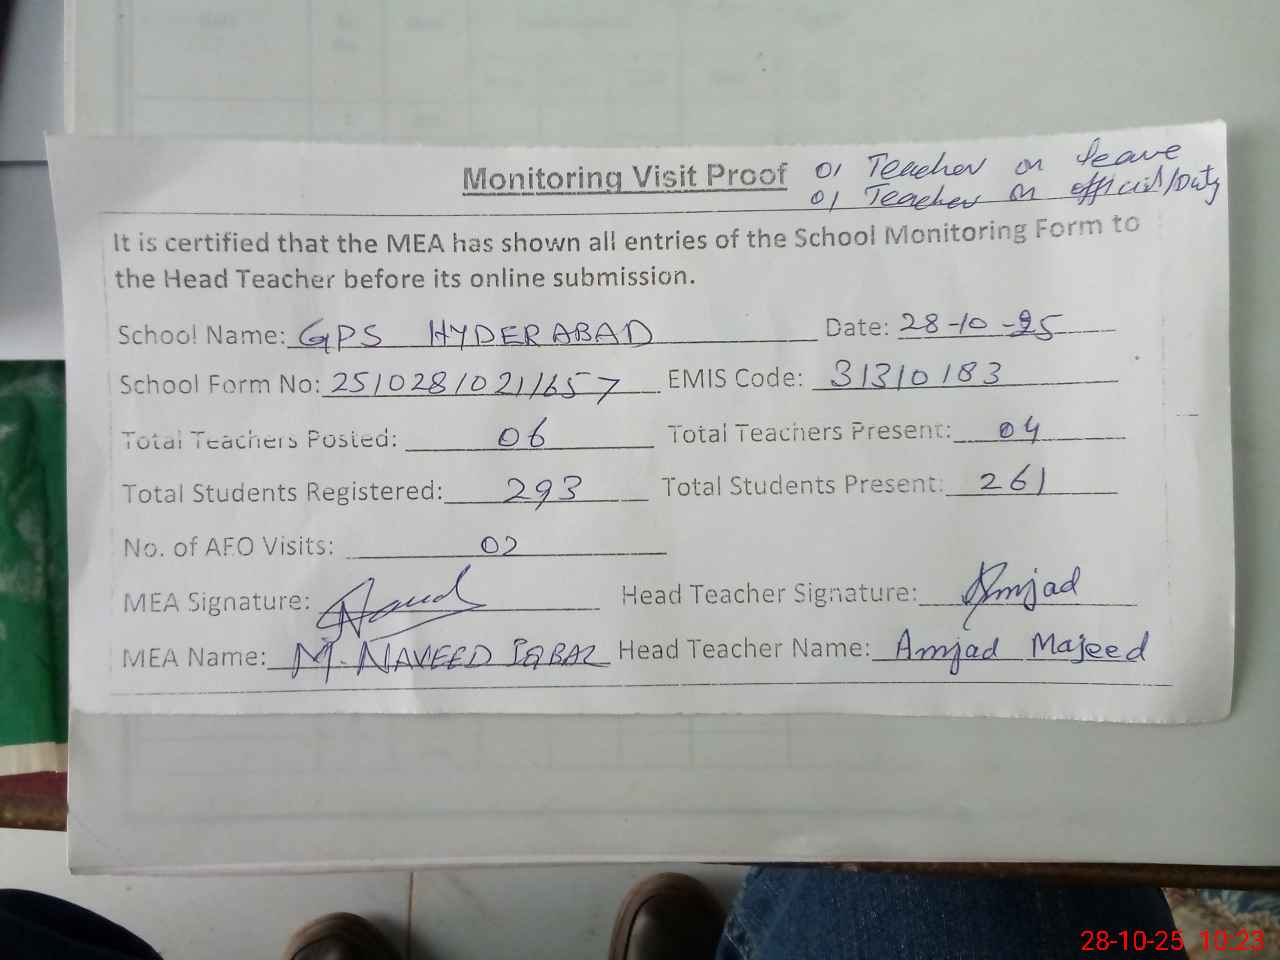 Monitoring Visit Proof
01 Teacher on leave
01 Teacher on official/Duty
It is certified that the MEA has shown all entries of the School Monitoring Form to
the Head Teacher before its online submission.
School Name: GPS HYDERABAD Date: 28-10-25
School Form No: 251028102111657 EMIS Code: 31310183
Total Teachers Posted: 06 Total Teachers Present: 04
Total Students Registered: 293 Total Students Present: 261
No. of AFO Visits: 02
MEA Signature: Head Teacher Signature: Amjad
MEA Name: M. NAVEED IQBAL Head Teacher Name: Amjad Majeed
28-10-25 10:23